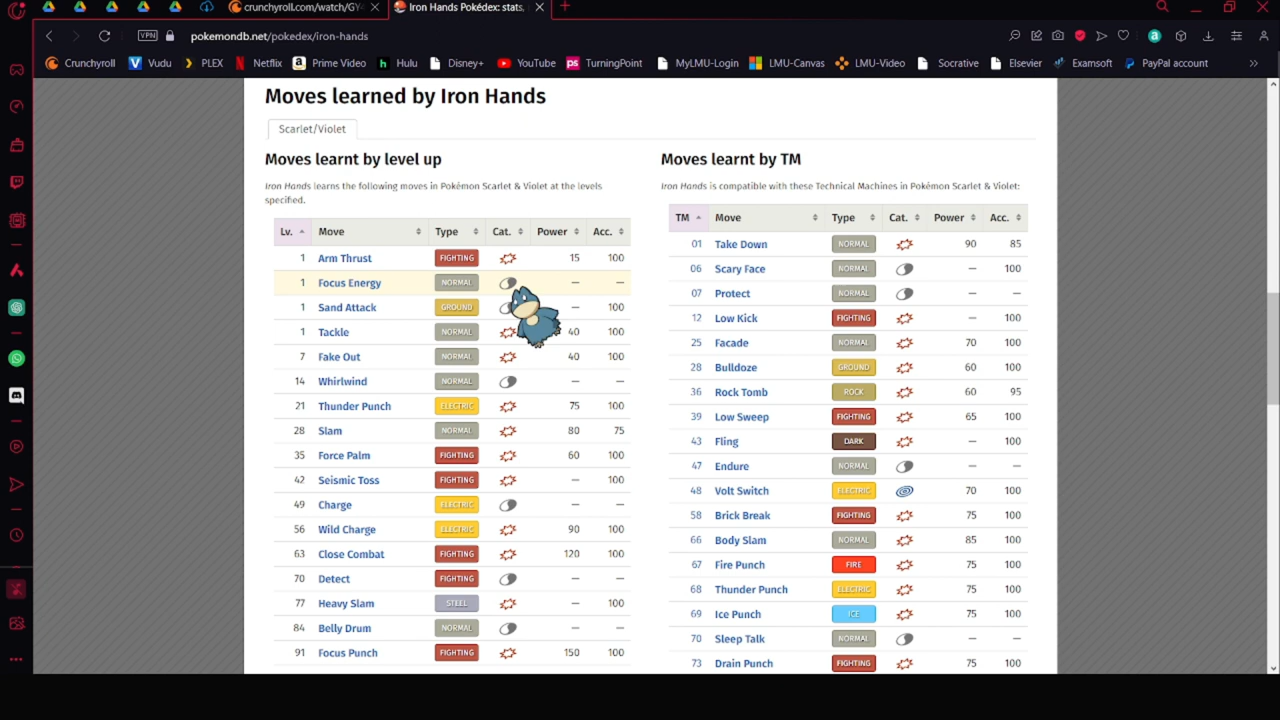 crunchyroll.com/watch/GY
Iron Hands Pokédex: stats,
VPN
pokemondb.net/pokedex/iron-hands
Crunchyroll Vudu PLEX Netflix Prime Video Hulu Disney+ YouTube TurningPoint MyLMU-Login LMU-Canvas LMU-Video Socrative Elsevier Examsoft PayPal account
Moves learned by Iron Hands
Scarlet/Violet
Moves learnt by level up
Iron Hands learns the following moves in Pokémon Scarlet & Violet at the levels
specified.
Lv. Move Type Cat. Power Acc.
1 Arm Thrust FIGHTING 15 100
1 Focus Energy NORMAL — —
1 Sand Attack GROUND — 100
1 Tackle NORMAL 40 100
7 Fake Out NORMAL 40 100
14 Whirlwind NORMAL — —
21 Thunder Punch ELECTRIC 75 100
28 Slam NORMAL 80 75
35 Force Palm FIGHTING 60 100
42 Seismic Toss FIGHTING — 100
49 Charge ELECTRIC — —
56 Wild Charge ELECTRIC 90 100
63 Close Combat FIGHTING 120 100
70 Detect FIGHTING — —
77 Heavy Slam STEEL — 100
84 Belly Drum NORMAL — —
91 Focus Punch FIGHTING 150 100
Moves learnt by TM
Iron Hands is compatible with these Technical Machines in Pokémon Scarlet & Violet:
TM Move Type Cat. Power Acc.
01 Take Down NORMAL 90 85
06 Scary Face NORMAL — 100
07 Protect NORMAL — —
12 Low Kick FIGHTING — 100
25 Facade NORMAL 70 100
28 Bulldoze GROUND 60 100
36 Rock Tomb ROCK 60 95
39 Low Sweep FIGHTING 65 100
43 Fling DARK — 100
47 Endure NORMAL — —
48 Volt Switch ELECTRIC 70 100
58 Brick Break FIGHTING 75 100
66 Body Slam NORMAL 85 100
67 Fire Punch FIRE 75 100
68 Thunder Punch ELECTRIC 75 100
69 Ice Punch ICE 75 100
70 Sleep Talk NORMAL — —
73 Drain Punch FIGHTING 75 100